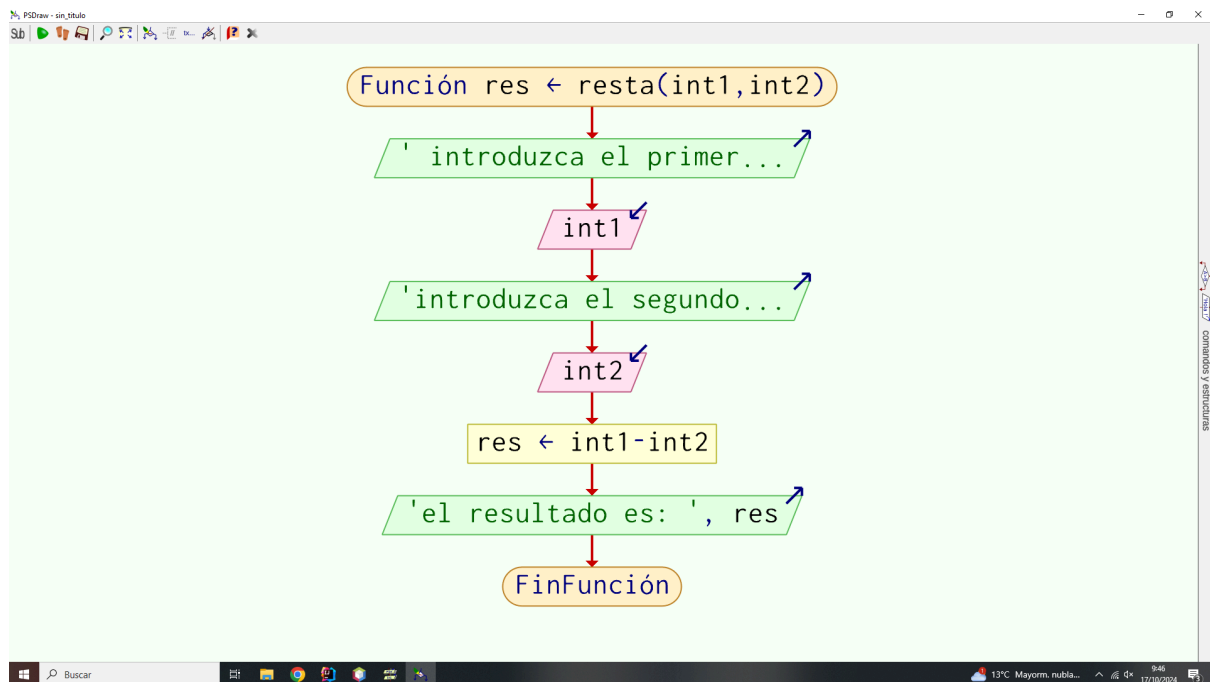 PSDraw - sin_titulo
Sub
Función res ← resta(int1,int2)
' introduzca el primer...
int1
'introduzca el segundo...
int2
res ← int1-int2
'el resultado es: ', res
FinFunción
comandos y estructuras
Buscar
13°C Mayorm. nubla...
9:46
17/10/2024